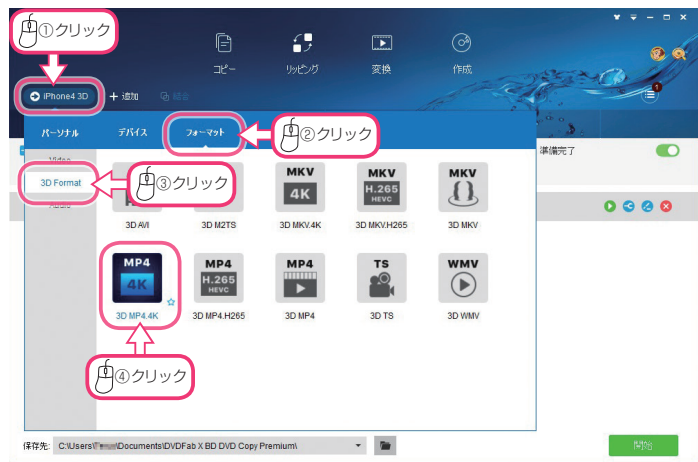 ①クリック
コピー
リッピング
変換
作成
iPhone4 3D
+ 追加
結合
1
パーソナル
デバイス
フォーマット
②クリック
準備完了
Video
3D Format
③クリック
Audio
MKV
4K
MKV
H.265
HEVC
MKV
3D AVI
3D M2TS
3D MKV.4K
3D MKV.H265
3D MKV
MP4
4K
MP4
H.265
HEVC
MP4
TS
WMV
3D MP4.4K
3D MP4.H265
3D MP4
3D TS
3D WMV
④クリック
保存先:
C:\Users\
\Documents\DVDFab X BD DVD Copy Premium\
開始